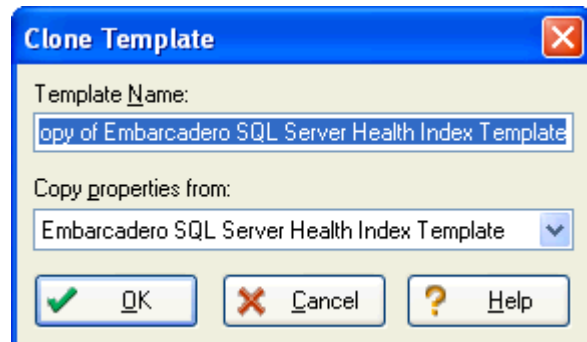 Clone Template
Template Name:
opy of Embarcadero SQL Server Health Index Template
Copy properties from:
Embarcadero SQL Server Health Index Template
OK Cancel Help